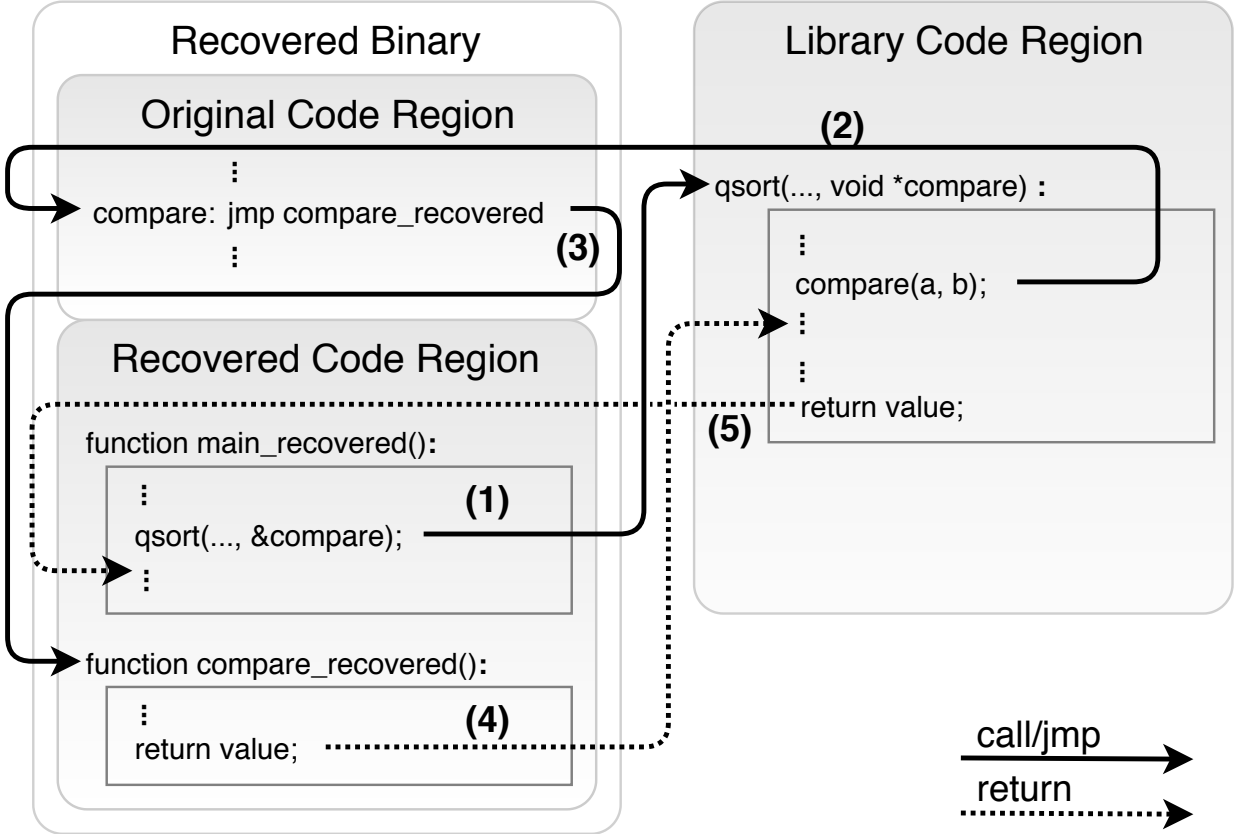 Recovered Binary
Original Code Region
⋮
compare: jmp compare_recovered
(3)
⋮
Recovered Code Region
function main_recovered():
⋮
(1)
qsort(..., &compare);
⋮
function compare_recovered():
⋮
(4)
return value;
Library Code Region
(2)
qsort(..., void *compare) :
⋮
compare(a, b);
⋮
⋮
return value;
(5)
call/jmp
return